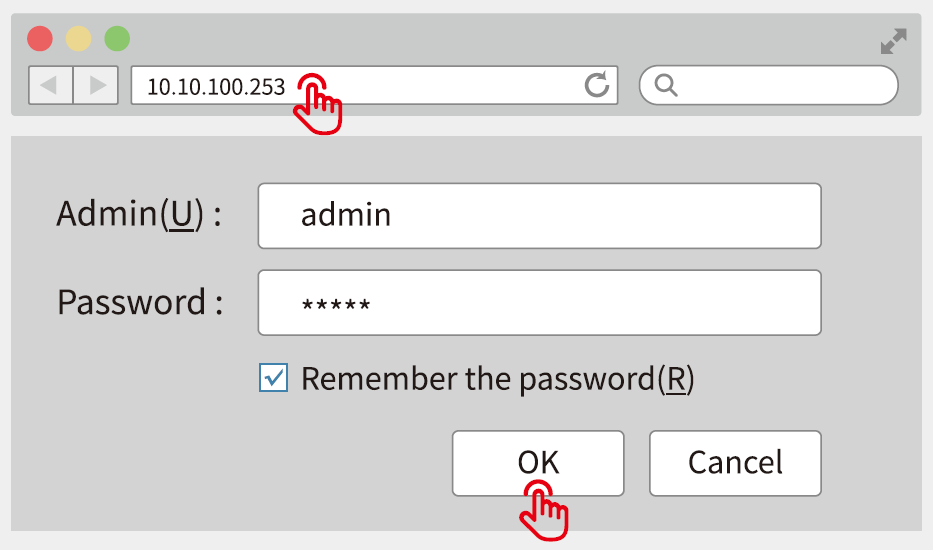 10.10.100.253
Admin(U) : admin
Password : *****
Remember the password(R)
OK Cancel